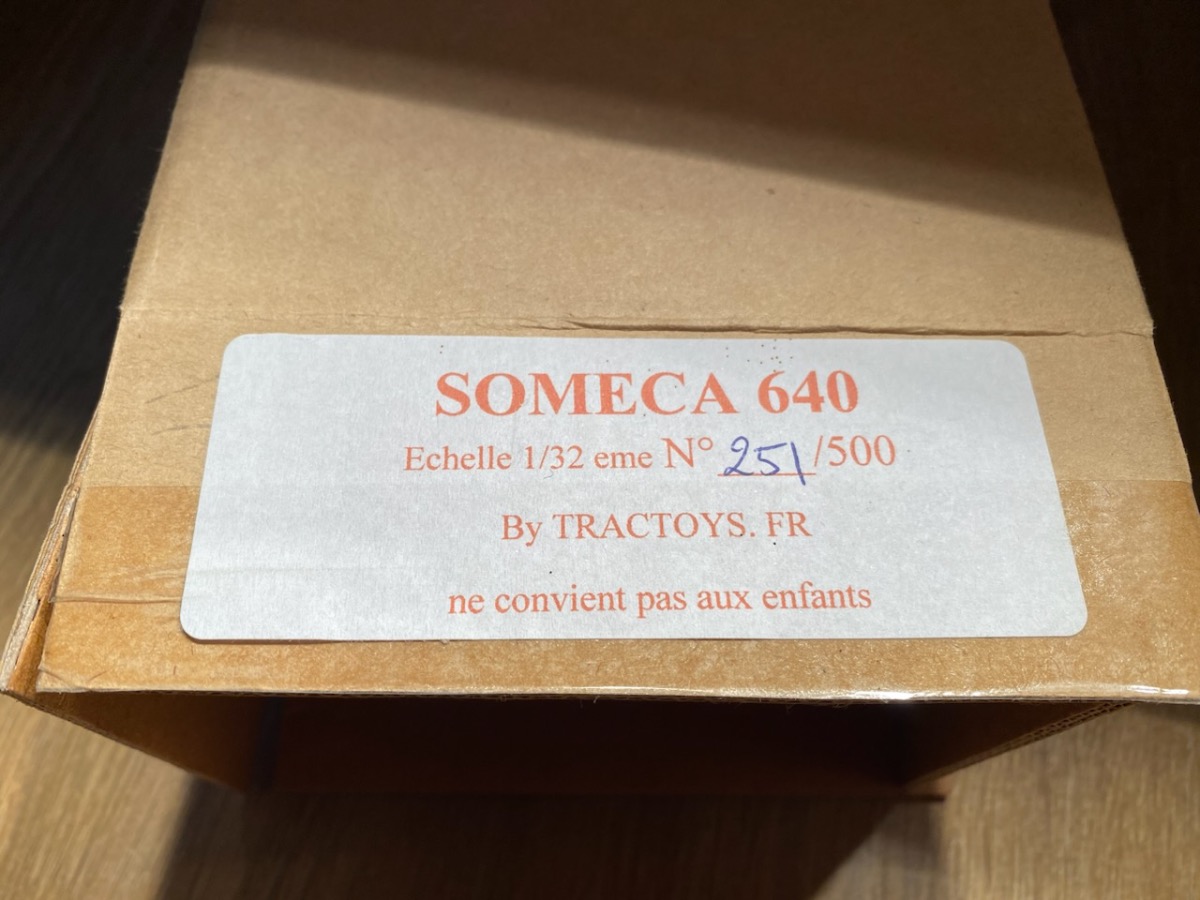 SOMECA 640
Echelle 1/32 eme N° 251/500
By TRACTOYS. FR
ne convient pas aux enfants